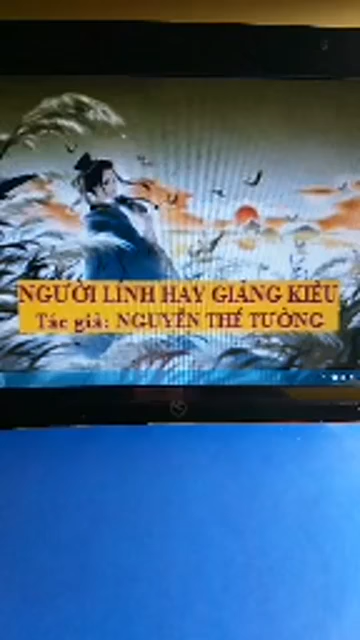 NGƯỜI LÍNH HAY GIẢNG KIỀU
Tác giả: NGUYỄN THẾ TƯỜNG